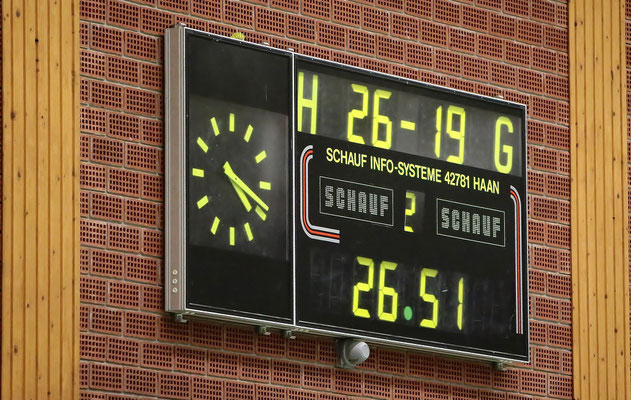 H 26-19 G
SCHAUF INFO-SYSTEME 42781 HAAN
SCHAUF 2 SCHAUF
26.51